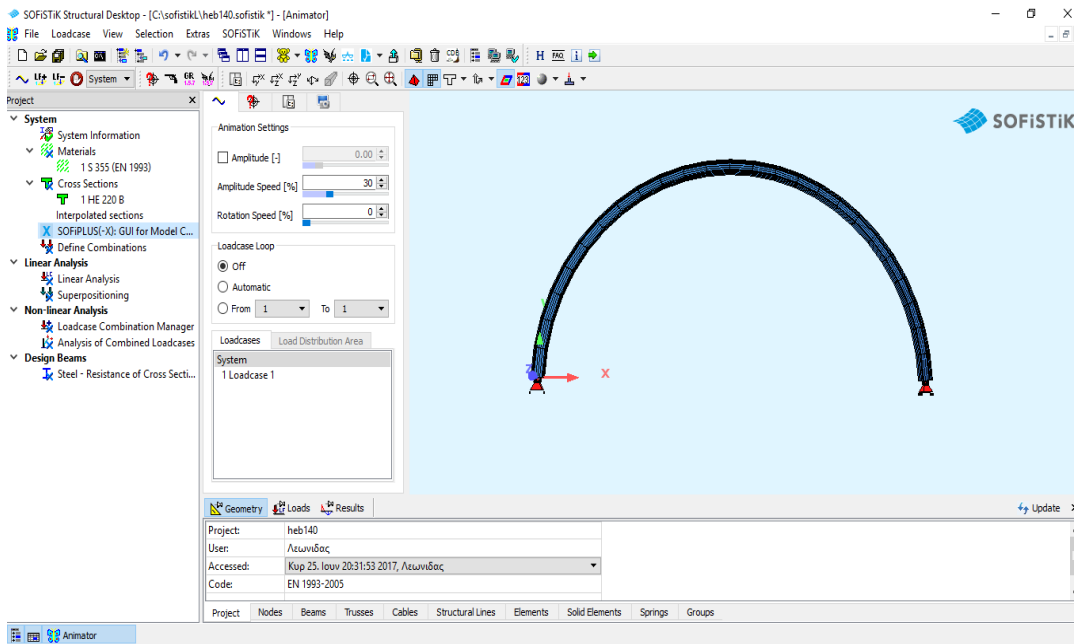 SOFiSTiK Structural Desktop - [C:\sofistikL\heb140.sofistik *] - [Animator]
File Loadcase View Selection Extras SOFiSTiK Windows Help
System
Project
System
System Information
Materials
1 S 355 (EN 1993)
Cross Sections
1 HE 220 B
Interpolated sections
SOFiPLUS(-X): GUI for Model C...
Define Combinations
Linear Analysis
Linear Analysis
Superpositioning
Non-linear Analysis
Loadcase Combination Manager
Analysis of Combined Loadcases
Design Beams
Steel - Resistance of Cross Secti...
Animation Settings
Amplitude [-] 0.00
Amplitude Speed [%] 30
Rotation Speed [%] 0
Loadcase Loop
Off
Automatic
From 1 To 1
Loadcases Load Distribution Area
System
1 Loadcase 1
SOFiSTiK
Z X
Geometry Loads Results Update
Project: heb140
User: Λεωνιδας
Accessed: Κυρ 25. Ιουν 20:31:53 2017, Λεωνιδας
Code: EN 1993-2005
Project Nodes Beams Trusses Cables Structural Lines Elements Solid Elements Springs Groups
Animator